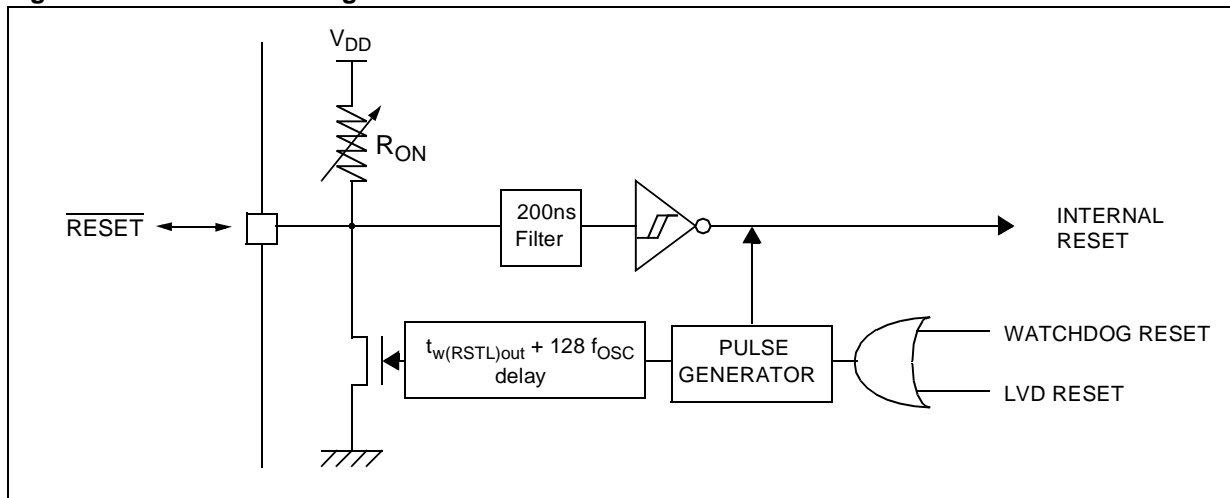 V_DD
R_ON
RESET
200ns
Filter
INTERNAL
RESET
t_w(RSTL)out + 128 f_OSC
delay
PULSE
GENERATOR
WATCHDOG RESET
LVD RESET